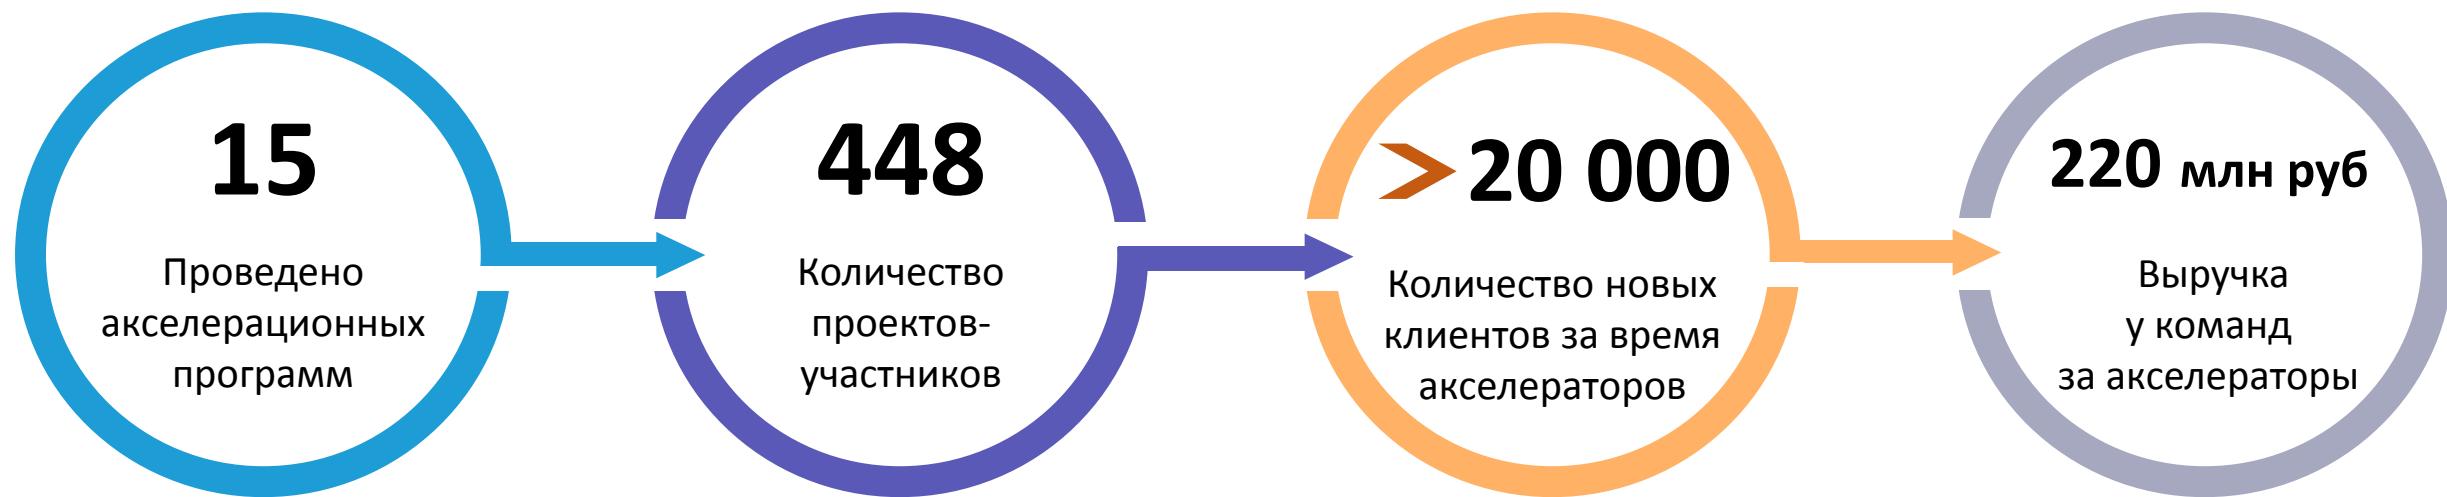 15
Проведено
акселерационных
программ
448
Количество
проектов-
участников
> 20 000
Количество новых
клиентов за время
акселераторов
220 млн руб
Выручка
у команд
за акселераторы